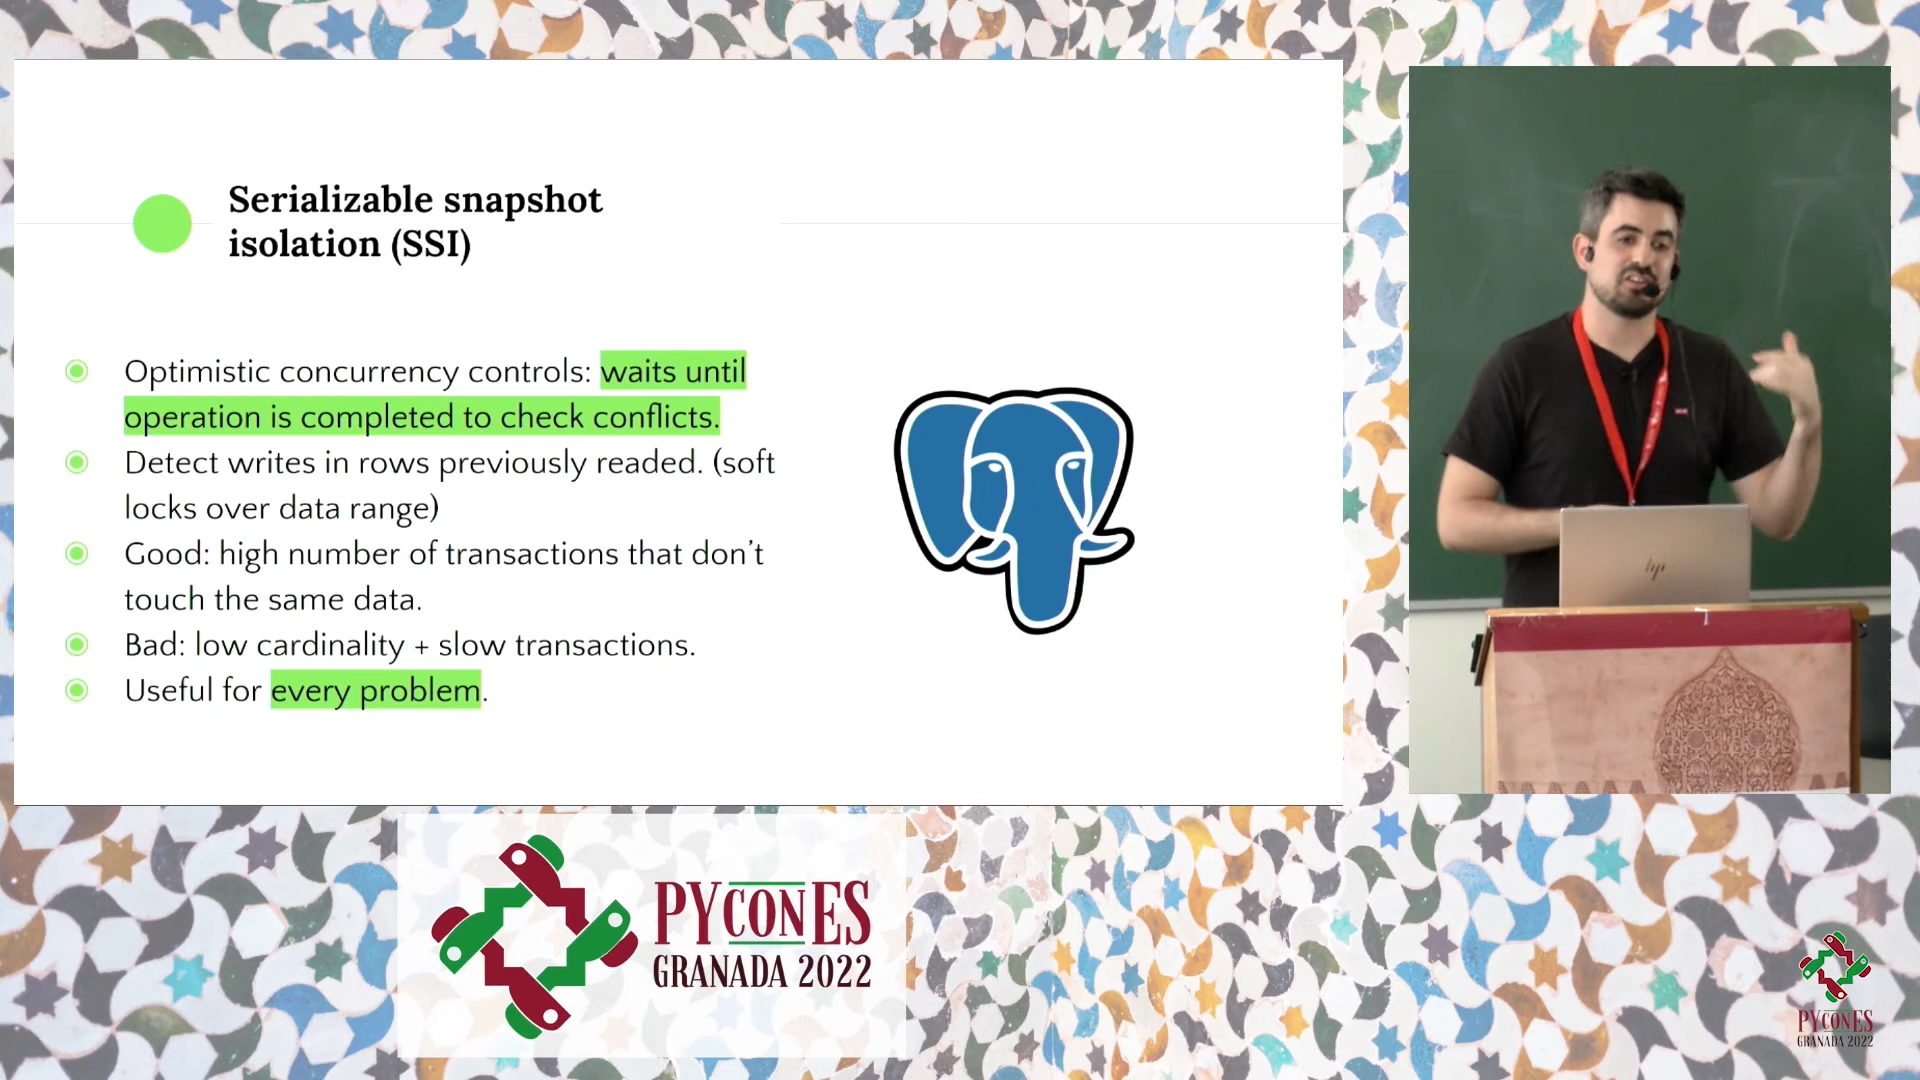 Serializable snapshot
isolation (SSI)
Optimistic concurrency controls: waits until
operation is completed to check conflicts.
Detect writes in rows previously readed. (soft
locks over data range)
Good: high number of transactions that don't
touch the same data.
Bad: low cardinality + slow transactions.
Useful for every problem.
hp
PYCONES
GRANADA 2022
PYCONES
GRANADA 2022